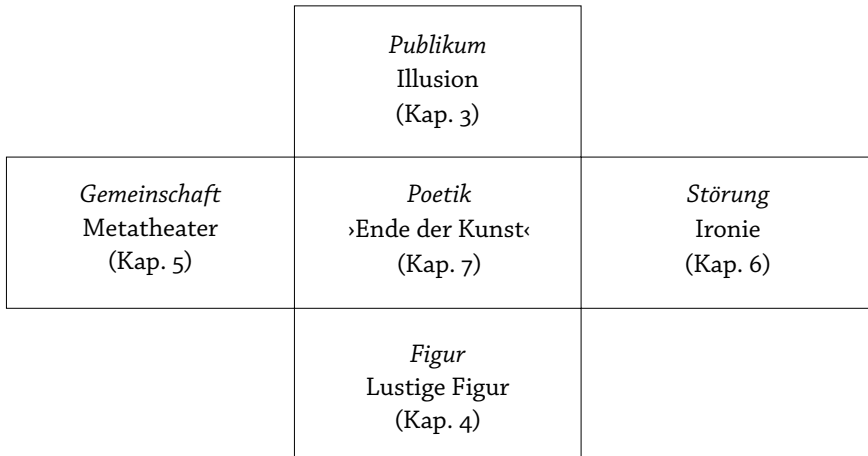 Publikum
Illusion
(Kap. 3)
Gemeinschaft
Metatheater
(Kap. 5)
Poetik
›Ende der Kunst‹
(Kap. 7)
Störung
Ironie
(Kap. 6)
Figur
Lustige Figur
(Kap. 4)